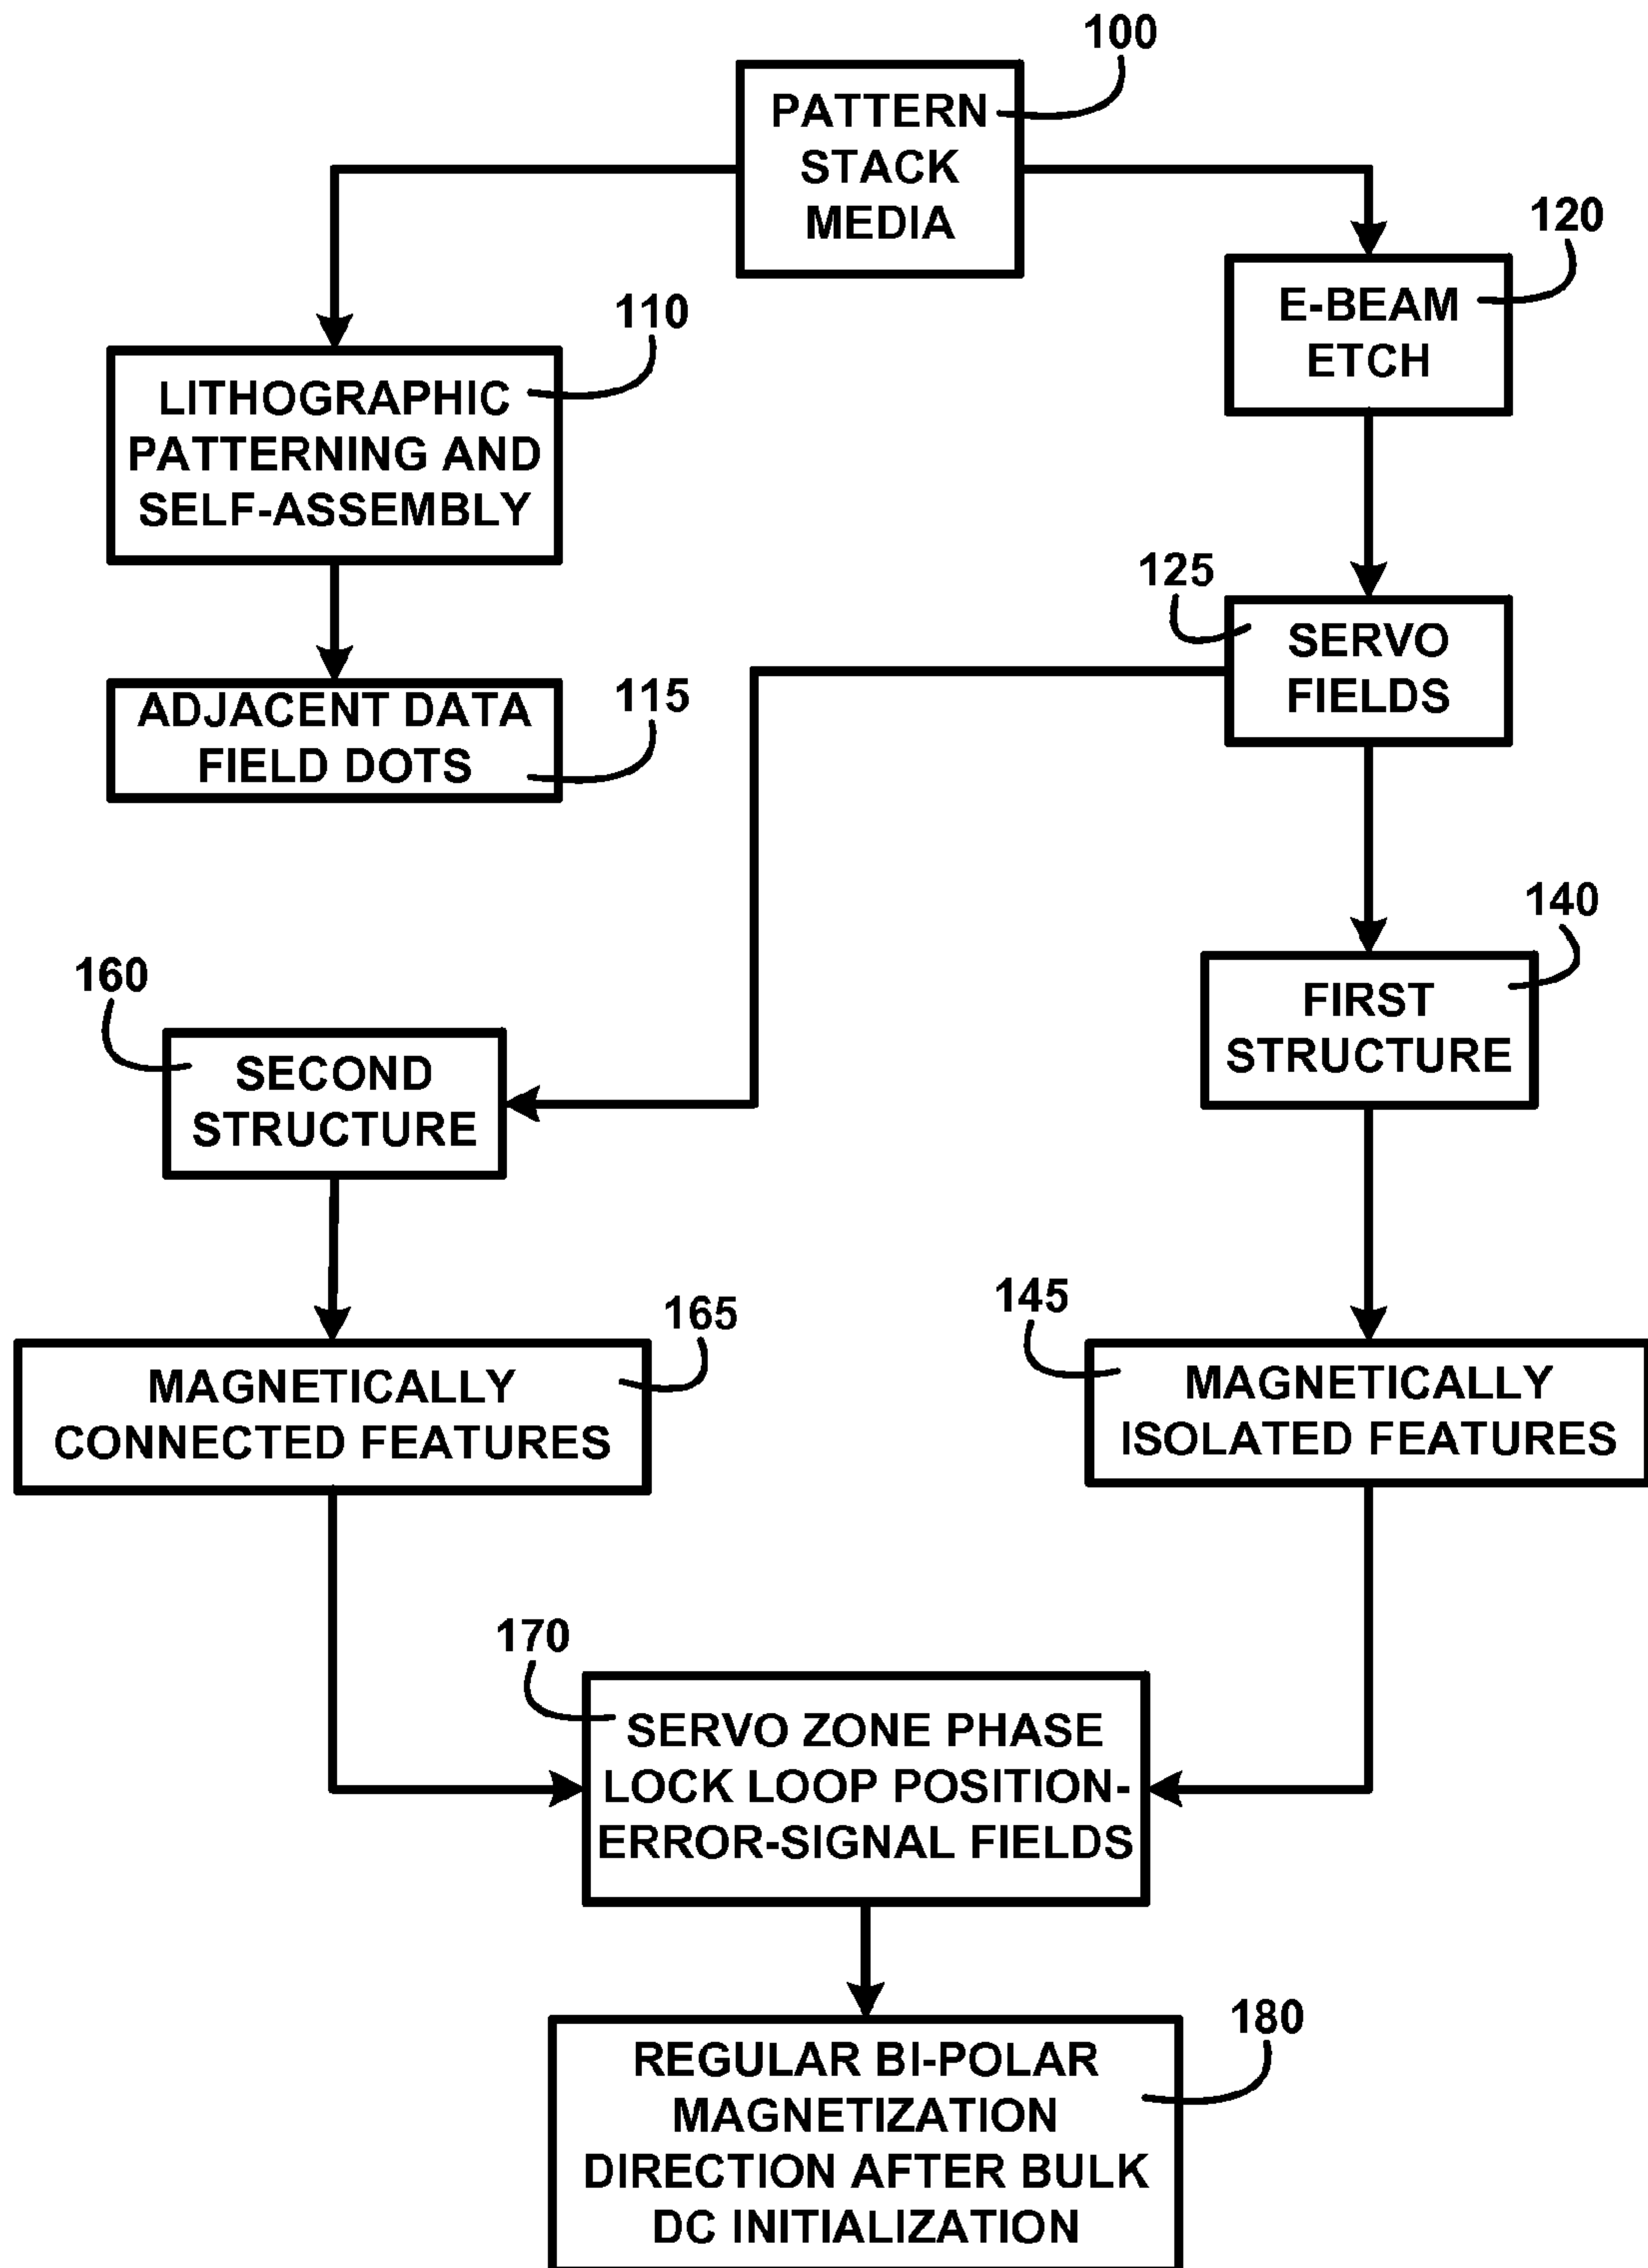 100
PATTERN
STACK
MEDIA
120
E-BEAM
ETCH
110
LITHOGRAPHIC
PATTERNING AND
SELF-ASSEMBLY
125
SERVO
FIELDS
115
ADJACENT DATA
FIELD DOTS
140
FIRST
STRUCTURE
160
SECOND
STRUCTURE
165
MAGNETICALLY
CONNECTED FEATURES
145
MAGNETICALLY
ISOLATED FEATURES
170
SERVO ZONE PHASE
LOCK LOOP POSITION-
ERROR-SIGNAL FIELDS
180
REGULAR BI-POLAR
MAGNETIZATION
DIRECTION AFTER BULK
DC INITIALIZATION